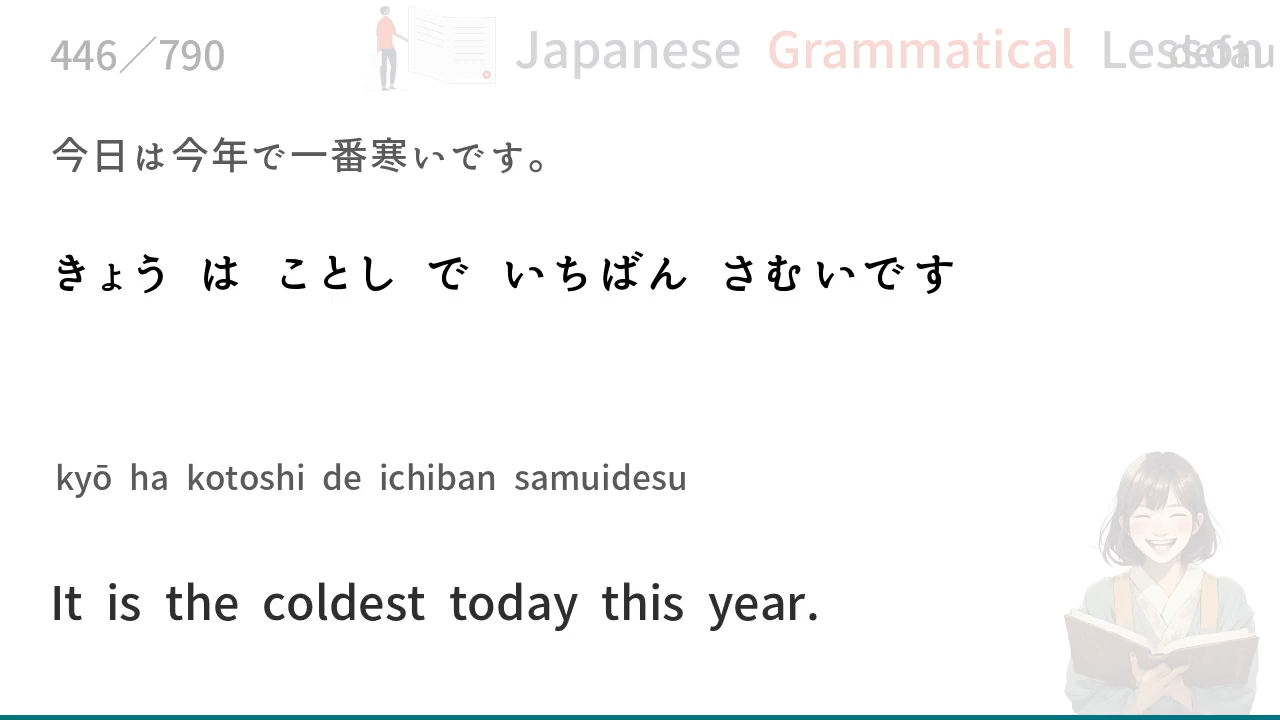 446／790
Japanese Grammatical Lesson
今日は今年で一番寒いです。
きょう は ことし で いちばん さむいです
kyō ha kotoshi de ichiban samuidesu
It is the coldest today this year.